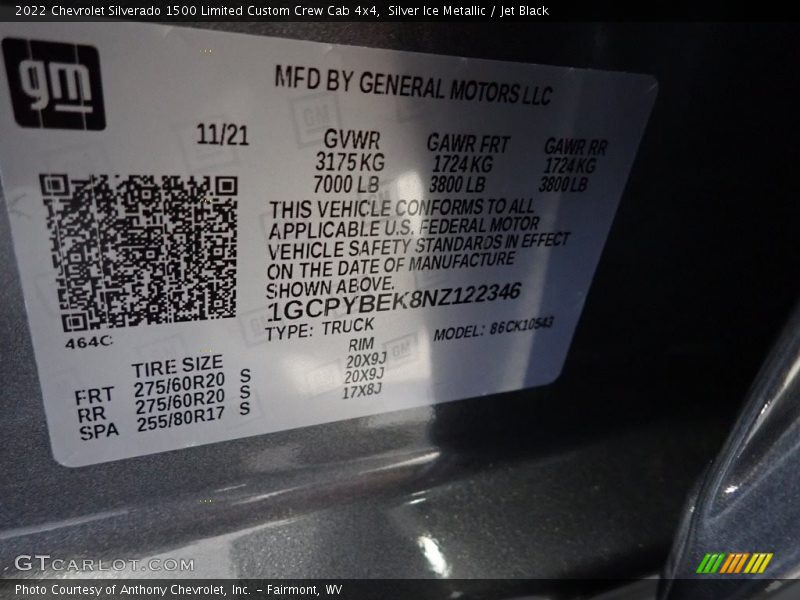 2022 Chevrolet Silverado 1500 Limited Custom Crew Cab 4x4, Silver Ice Metallic / Jet Black
gm
MFD BY GENERAL MOTORS LLC
11/21
GVWR GAWR FRT GAWR RR
3175 KG 1724 KG 1724 KG
7000 LB 3800 LB 3800 LB
THIS VEHICLE CONFORMS TO ALL
APPLICABLE U.S. FEDERAL MOTOR
VEHICLE SAFETY STANDARDS IN EFFECT
ON THE DATE OF MANUFACTURE
SHOWN ABOVE.
1GCPYBEK8NZ122346
TYPE: TRUCK MODEL: 86CK10543
464C
TIRE SIZE RIM
FRT 275/60R20 S 20X9J
RR 275/60R20 S 20X9J
SPA 255/80R17 S 17X8J
GTCARLOT.COM
Photo Courtesy of Anthony Chevrolet, Inc. – Fairmont, WV